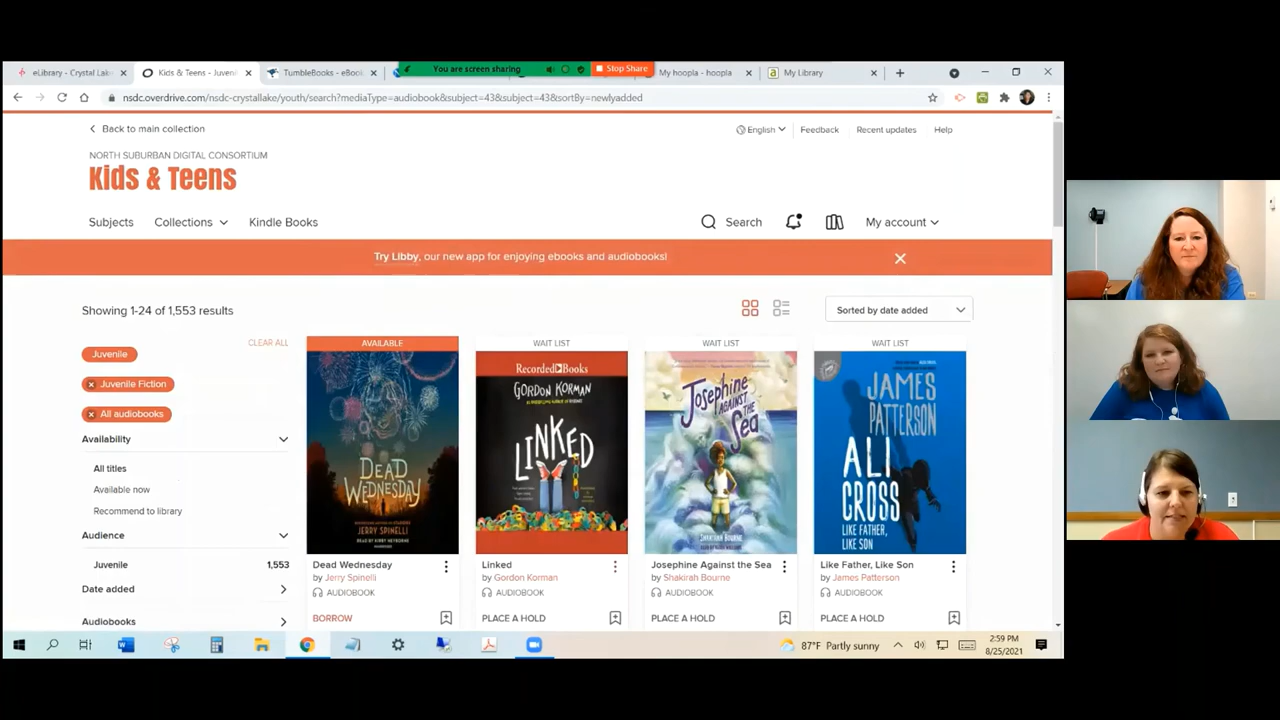 eLibrary - Crystal Lake
Kids & Teens - Juveni
TumbleBooks - eBook
You are screen sharing
Stop Share
My hoopla - hoopla
My Library
nsdc.overdrive.com/nsdc-crystallake/youth/search?mediaType=audiobook&subject=43&subject=43&sortBy=newlyadded
Back to main collection
English
Feedback
Recent updates
Help
NORTH SUBURBAN DIGITAL CONSORTIUM
Kids & Teens
Subjects
Collections
Kindle Books
Search
My account
Try Libby, our new app for enjoying ebooks and audiobooks!
Showing 1-24 of 1,553 results
Sorted by date added
CLEAR ALL
Juvenile
Juvenile Fiction
All audiobooks
Availability
All titles
Available now
Recommend to library
Audience
Juvenile 1,553
Date added
Audiobooks
AVAILABLE
DEAD
WEDNESDAY
JERRY SPINELLI
Dead Wednesday
by Jerry Spinelli
AUDIOBOOK
BORROW
WAIT LIST
Recorded Books
GORDON KORMAN
LINKED
Linked
by Gordon Korman
AUDIOBOOK
PLACE A HOLD
WAIT LIST
Josephine
AGAINST THE
Sea
SHAKIRAH BOURNE
Josephine Against the Sea
by Shakirah Bourne
AUDIOBOOK
PLACE A HOLD
WAIT LIST
JAMES
PATTERSON
ALI
CROSS
LIKE FATHER,
LIKE SON
Like Father, Like Son
by James Patterson
AUDIOBOOK
PLACE A HOLD
87°F Partly sunny
2:59 PM
8/25/2021